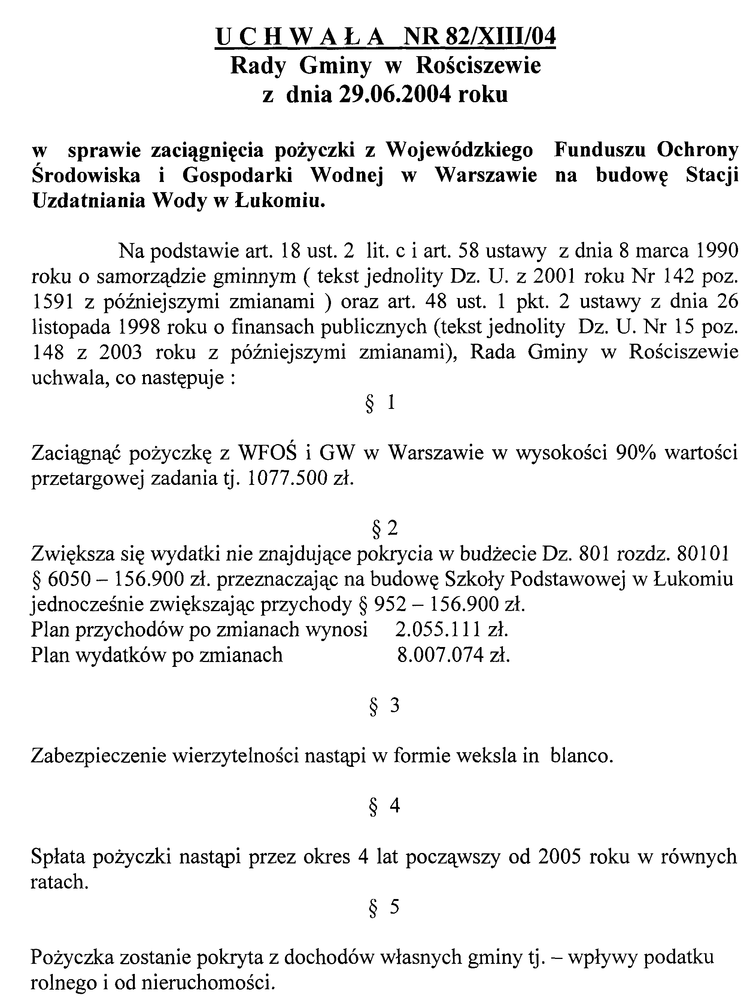 U C H W A Ł A NR 82/XIII/04
Rady Gminy w Rościszewie
z dnia 29.06.2004 roku
w sprawie zaciągnięcia pożyczki z Wojewódzkiego Funduszu Ochrony
Środowiska i Gospodarki Wodnej w Warszawie na budowę Stacji
Uzdatniania Wody w Łukomiu.
Na podstawie art. 18 ust. 2 lit. c i art. 58 ustawy z dnia 8 marca 1990
roku o samorządzie gminnym ( tekst jednolity Dz. U. z 2001 roku Nr 142 poz.
1591 z późniejszymi zmianami ) oraz art. 48 ust. 1 pkt. 2 ustawy z dnia 26
listopada 1998 roku o finansach publicznych (tekst jednolity Dz. U. Nr 15 poz.
148 z 2003 roku z późniejszymi zmianami), Rada Gminy w Rościszewie
uchwala, co następuje :
§ 1
Zaciągnąć pożyczkę z WFOŚ i GW w Warszawie w wysokości 90% wartości
przetargowej zadania tj. 1077.500 zł.
§ 2
Zwiększa się wydatki nie znajdujące pokrycia w budżecie Dz. 801 rozdz. 80101
§ 6050 – 156.900 zł. przeznaczając na budowę Szkoły Podstawowej w Łukomiu
jednocześnie zwiększając przychody § 952 – 156.900 zł.
Plan przychodów po zmianach wynosi 2.055.111 zł.
Plan wydatków po zmianach 8.007.074 zł.
§ 3
Zabezpieczenie wierzytelności nastąpi w formie weksla in blanco.
§ 4
Spłata pożyczki nastąpi przez okres 4 lat począwszy od 2005 roku w równych
ratach.
§ 5
Pożyczka zostanie pokryta z dochodów własnych gminy tj. – wpływy podatku
rolnego i od nieruchomości.